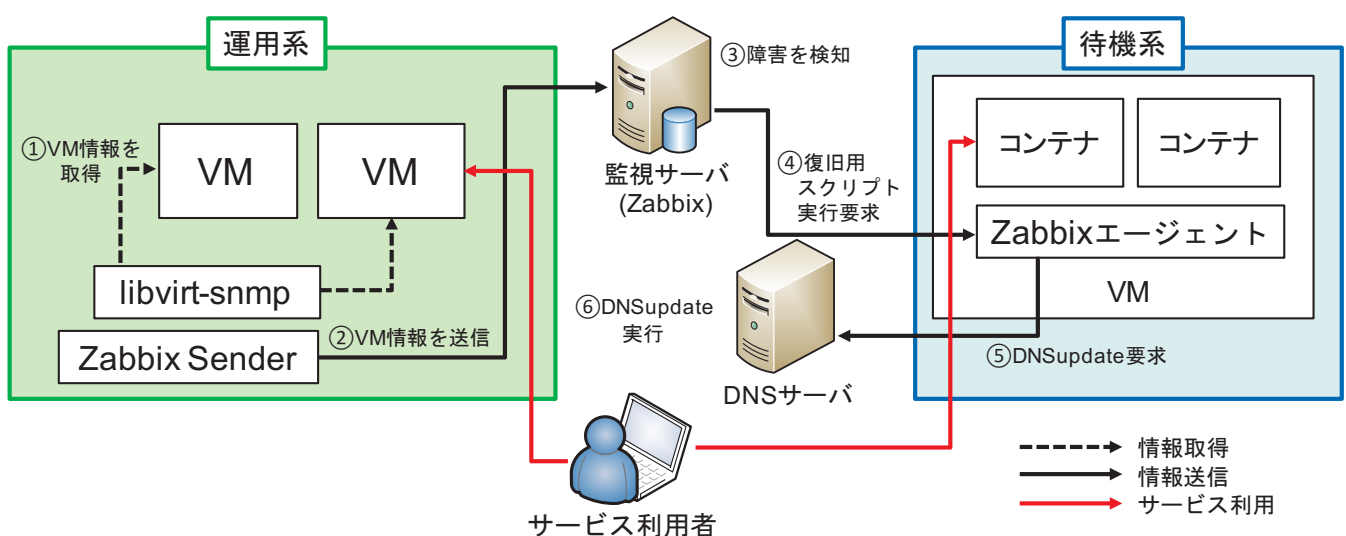 運用系
①VM情報を
取得
VM
VM
libvirt-snmp
Zabbix Sender
②VM情報を送信
③障害を検知
監視サーバ
(Zabbix)
④復旧用
スクリプト
実行要求
待機系
コンテナ
コンテナ
Zabbixエージェント
VM
⑤DNSupdate要求
⑥DNSupdate
実行
DNSサーバ
サービス利用者
情報取得
情報送信
サービス利用